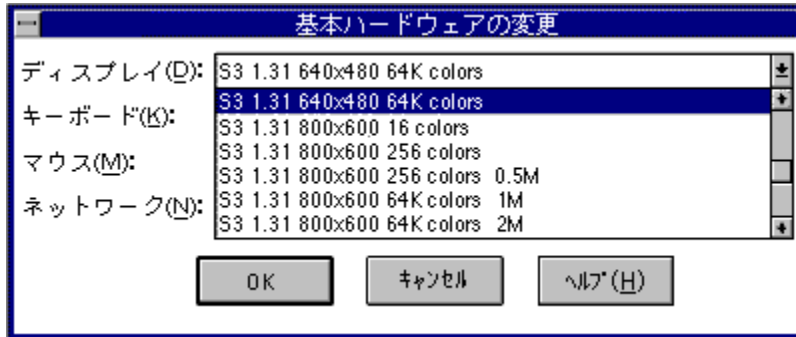 基本ハードウェアの変更
ディスプレイ(D): S3 1.31 640x480 64K colors
S3 1.31 640x480 64K colors
キーボード(K):
S3 1.31 800x600 16 colors
S3 1.31 800x600 256 colors
マウス(M):
S3 1.31 800x600 256 colors 0.5M
S3 1.31 800x600 64K colors 1M
ネットワーク(N):
S3 1.31 800x600 64K colors 2M
OK キャンセル ヘルプ(H)